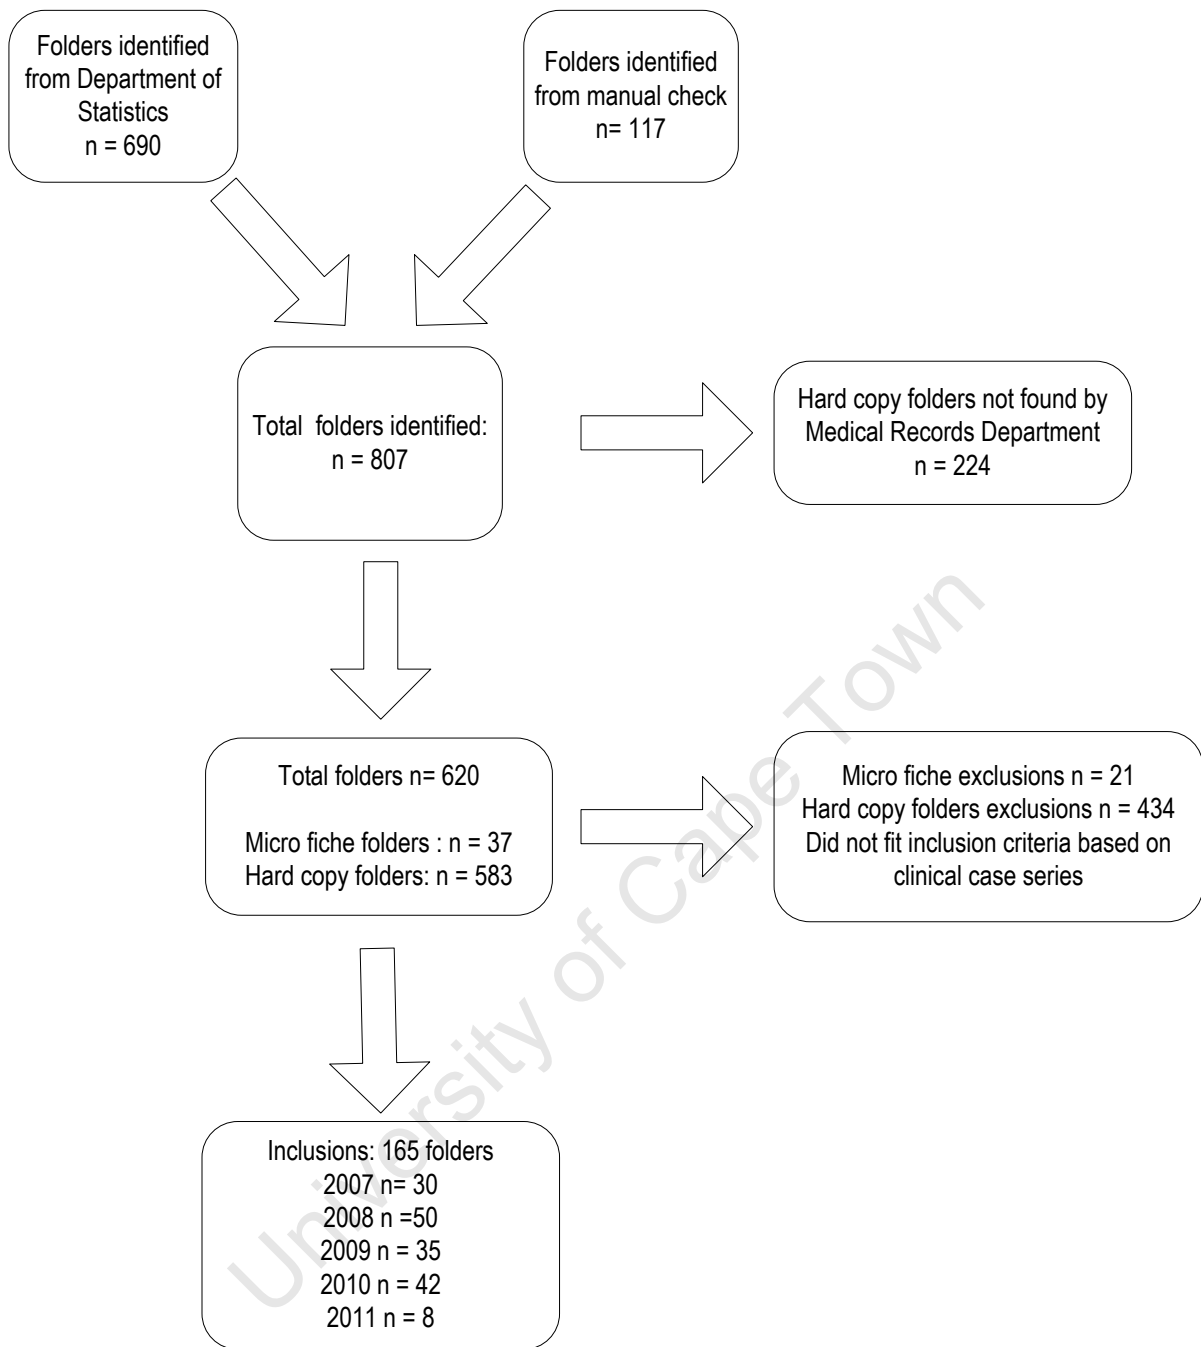 Folders identified
from Department of
Statistics
n = 690
Folders identified
from manual check
n= 117
Total  folders identified:
n = 807
Hard copy folders not found by
Medical Records Department
n = 224
Total folders n= 620
Micro fiche folders : n = 37
Hard copy folders: n = 583
Micro fiche exclusions n = 21
Hard copy folders exclusions n = 434
Did not fit inclusion criteria based on
clinical case series
Inclusions: 165 folders
2007 n= 30
2008 n =50
2009 n = 35
2010 n = 42
2011 n = 8
University of Cape Town